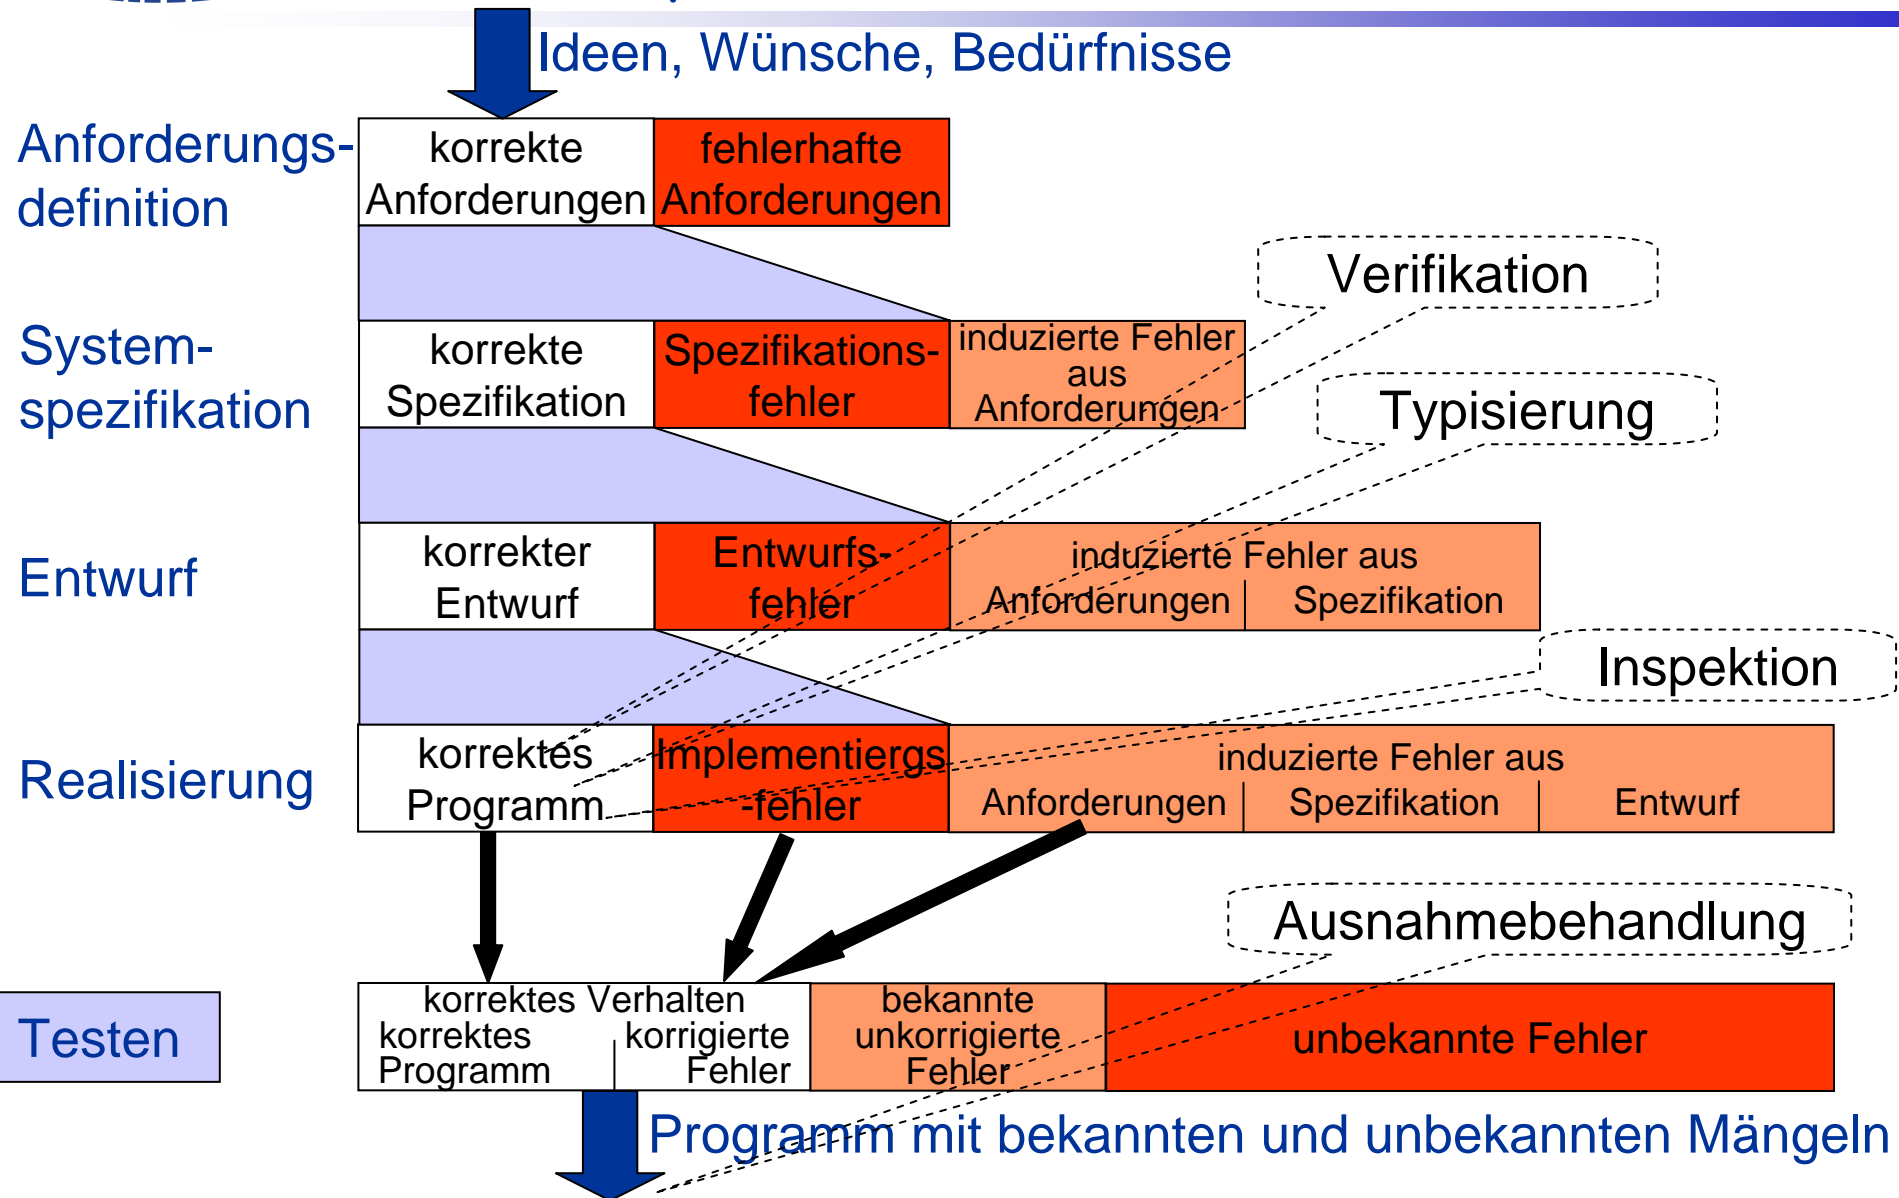 Ideen, Wünsche, Bedürfnisse
Anforderungs-
definition
korrekte
Anforderungen
fehlerhafte
Anforderungen
Verifikation
System-
spezifikation
korrekte
Spezifikation
Spezifikations-
fehler
induzierte Fehler
aus
Anforderungen
Typisierung
Entwurf
korrekter
Entwurf
Entwurfs-
fehler
induzierte Fehler aus
Anforderungen
Spezifikation
Inspektion
Realisierung
korrektes
Programm
Implementiergs
-fehler
induzierte Fehler aus
Anforderungen
Spezifikation
Entwurf
Ausnahmebehandlung
Testen
korrektes Verhalten
korrektes
Programm
korrigierte
Fehler
bekannte
unkorrigierte
Fehler
unbekannte Fehler
Programm mit bekannten und unbekannten Mängeln